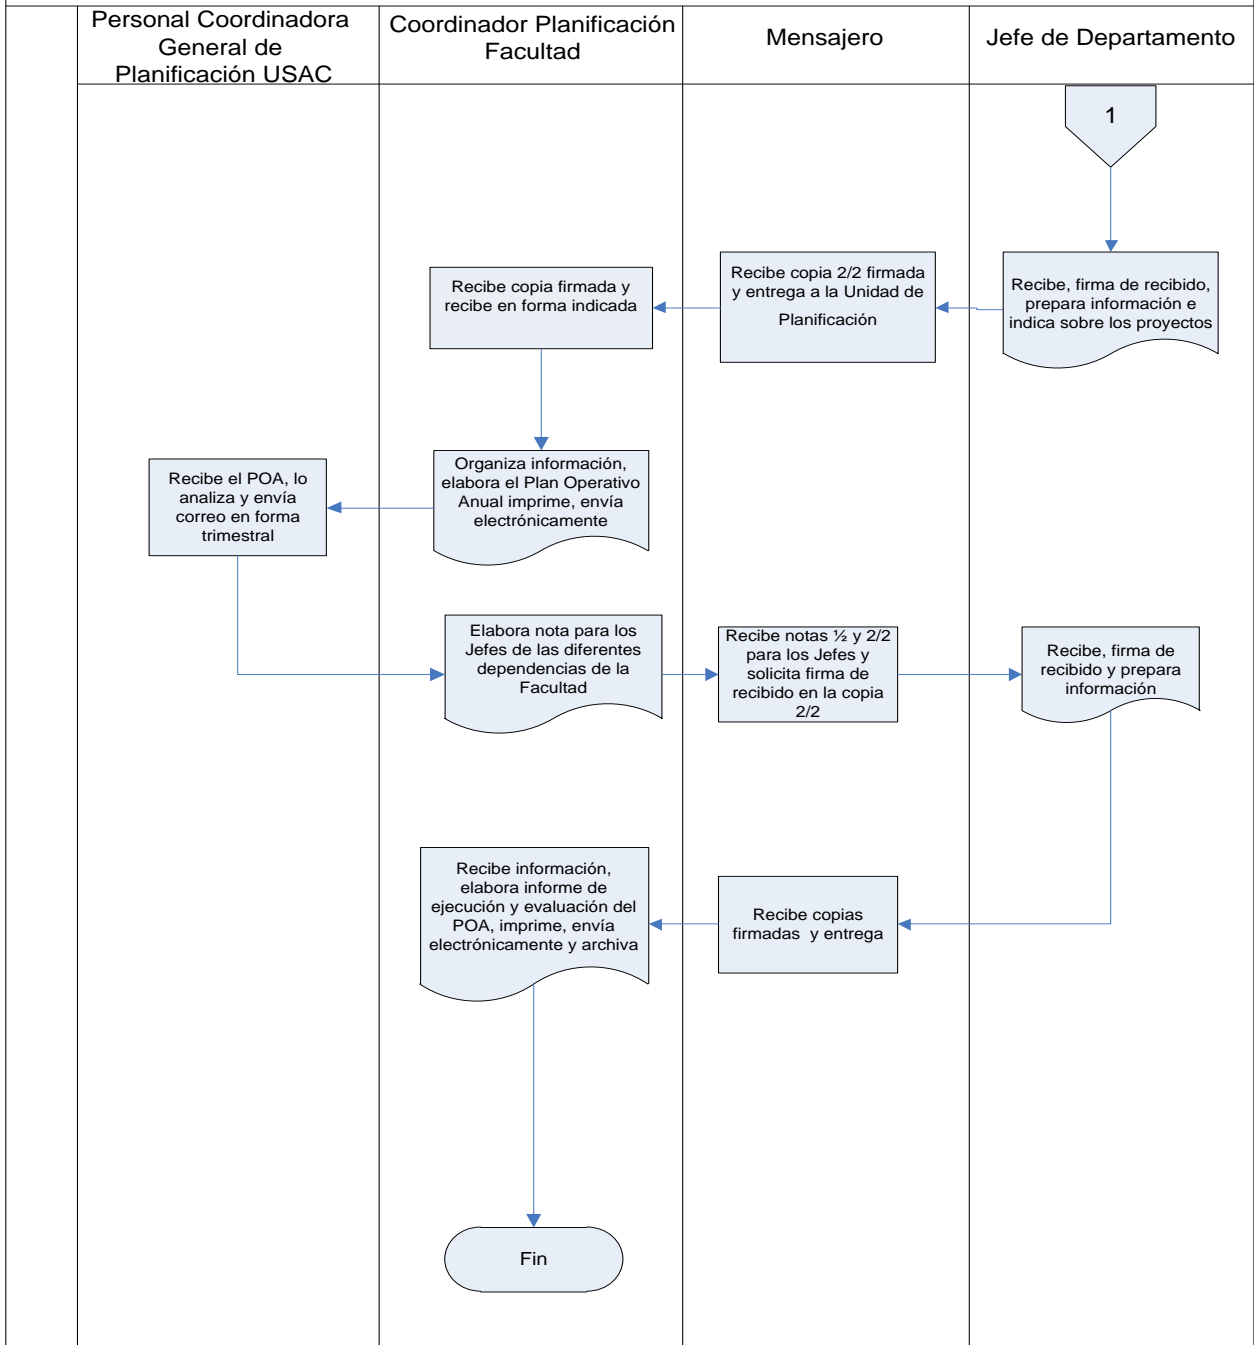 Personal Coordinadora
General de
Planificación USAC
Coordinador Planificación
Facultad
Mensajero
Jefe de Departamento
1
Recibe, firma de recibido,
prepara información e
indica sobre los proyectos
Recibe copia 2/2 firmada
y entrega a la Unidad de
Planificación
Recibe copia firmada y
recibe en forma indicada
Organiza información,
elabora el Plan Operativo
Anual imprime, envía
electrónicamente
Recibe el POA, lo
analiza y envía
correo en forma
trimestral
Elabora nota para los
Jefes de las diferentes
dependencias de la
Facultad
Recibe notas ½ y 2/2
para los Jefes y
solicita firma de
recibido en la copia
2/2
Recibe, firma de
recibido y prepara
información
Recibe copias
firmadas y entrega
Recibe información,
elabora informe de
ejecución y evaluación del
POA, imprime, envía
electrónicamente y archiva
Fin